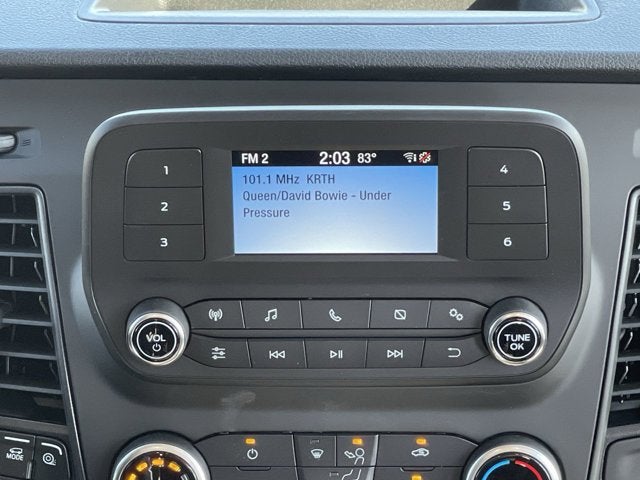 FM 2 2:03 83°
101.1 MHz KRTH
Queen/David Bowie - Under
Pressure
1
2
3
4
5
6
VOL
TUNE
OK
MODE